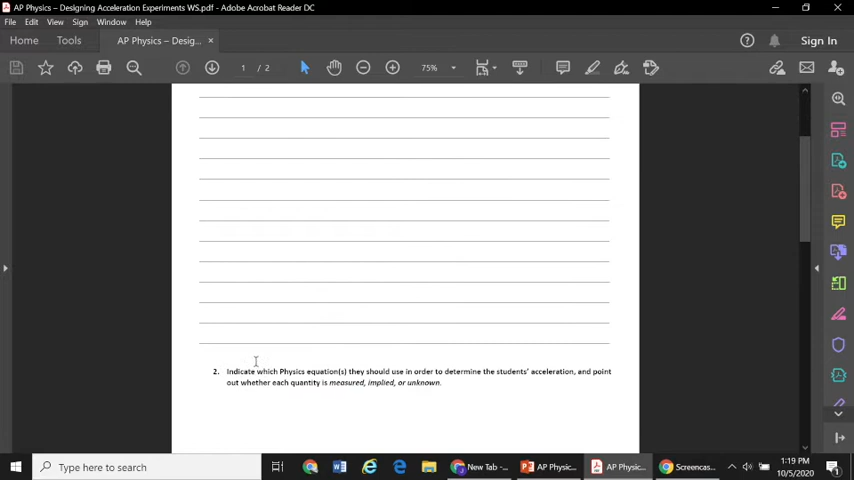 AP Physics – Designing Acceleration Experiments WS.pdf - Adobe Acrobat Reader DC
File Edit View Sign Window Help
Home Tools AP Physics – Desig... × Sign In
1 / 2 75%
2. Indicate which Physics equation(s) they should use in order to determine the students' acceleration, and point
out whether each quantity is measured, implied, or unknown.
Type here to search
New Tab -...
AP Physic...
AP Physic...
Screencas...
1:19 PM
10/5/2020